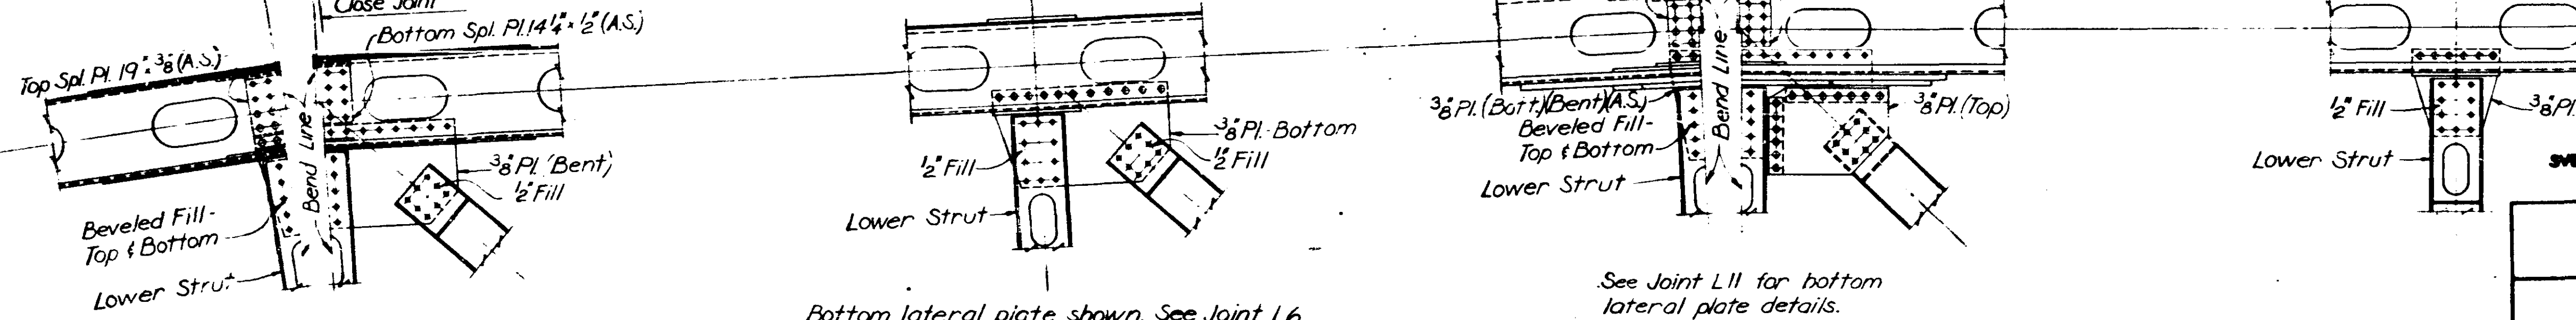 Close Joint
Bottom Spl. Pl. 14¼" × ½" (A.S.)
Top Spl. Pl. 19" × ⅜" (A.S.)
Bend Line
⅜" Pl. (Bent)
½" Fill
Beveled Fill-
Top & Bottom
Lower Strut
⅜" Pl.-Bottom
½" Fill
½" Fill
Lower Strut
Bottom lateral plate shown. See Joint L6
Bend Line
⅜" Pl. (Bott.)(Bent)(A.S.)
Beveled Fill-
Top & Bottom
Lower Strut
⅜" Pl. (Top)
See Joint L11 for bottom
lateral plate details.
½" Fill
⅜" Pl.
Lower Strut